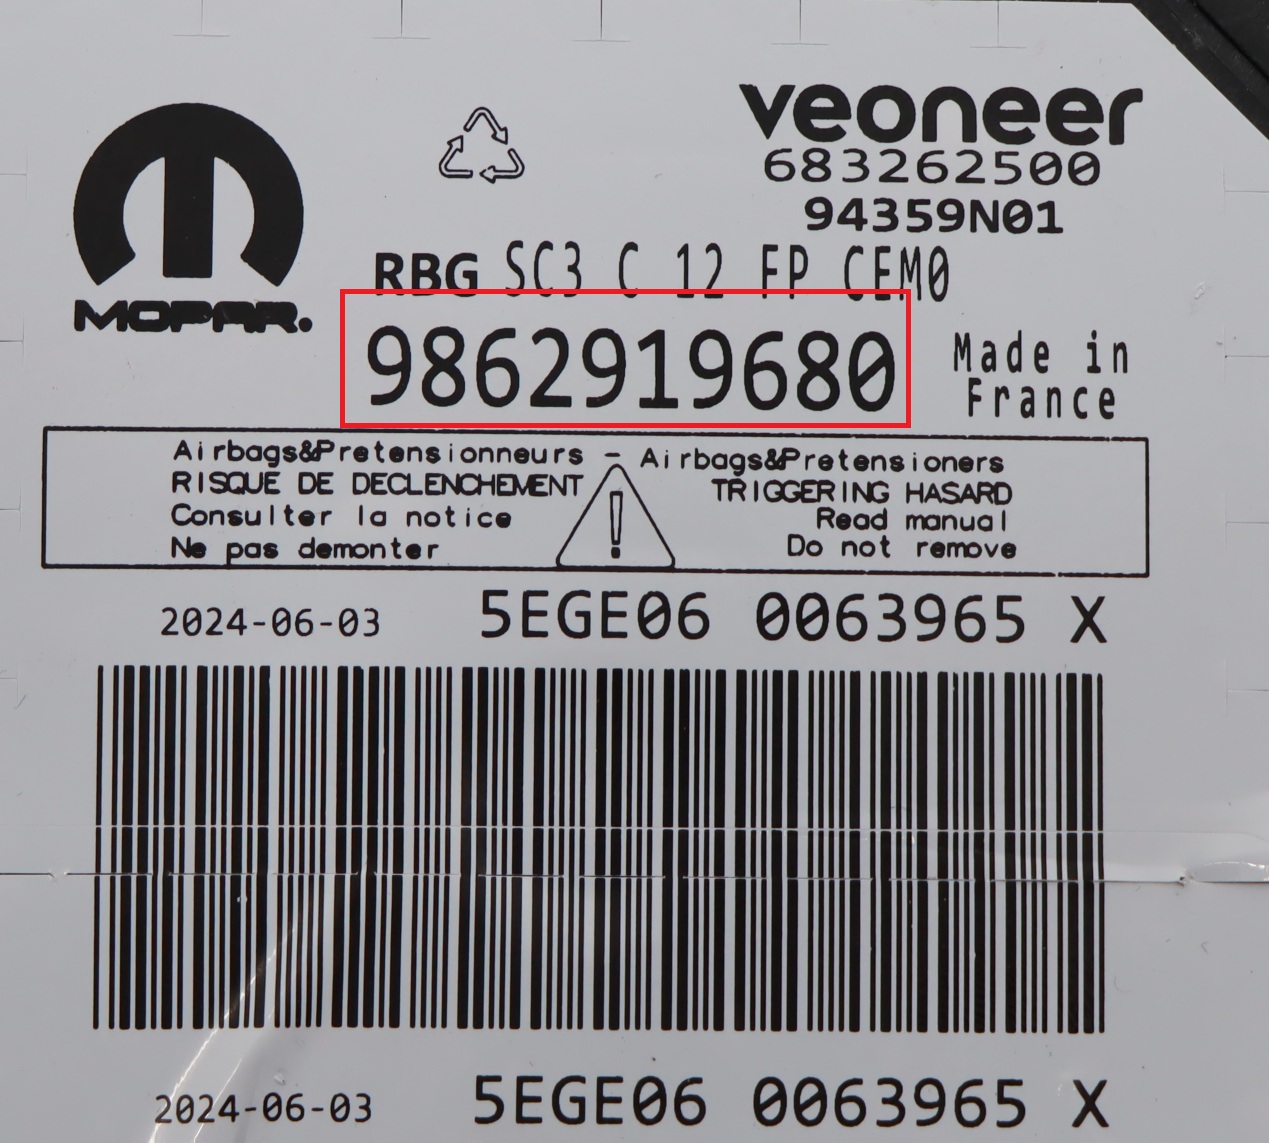 veoneer
683262500
94359N01
MOPAR.
RBG SC3 C 12 FP CEM0
9862919680
Made in
France
Airbags&Pretensionneurs - Airbags&Pretensioners
RISQUE DE DECLENCHEMENT
Consulter la notice
Ne pas demonter
TRIGGERING HASARD
Read manual
Do not remove
!
2024-06-03 5EGE06 0063965 X
2024-06-03 5EGE06 0063965 X